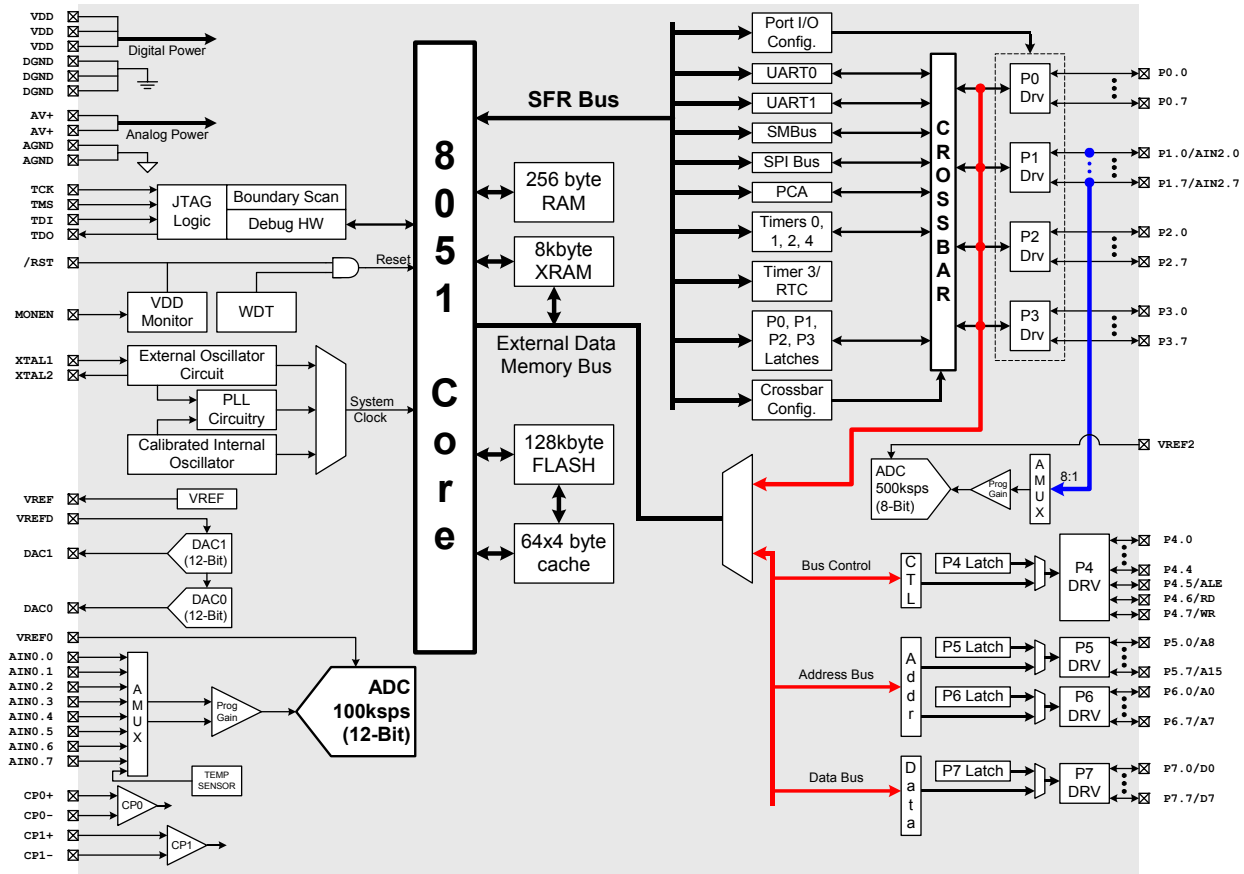 VDD
VDD
VDD
Digital Power
DGND
DGND
DGND
AV+
AV+
Analog Power
AGND
AGND
TCK
TMS
TDI
TDO
JTAG
Logic
Boundary Scan
Debug HW
/RST
Reset
MONEN
VDD
Monitor
WDT
XTAL1
XTAL2
External Oscillator
Circuit
PLL
Circuitry
Calibrated Internal
Oscillator
System
Clock
VREF
VREF
VREFD
DAC1
DAC1
(12-Bit)
DAC0
DAC0
(12-Bit)
VREF0
AIN0.0
AIN0.1
AIN0.2
AIN0.3
AIN0.4
AIN0.5
AIN0.6
AIN0.7
AMUX
Prog
Gain
ADC
100ksps
(12-Bit)
TEMP
SENSOR
CP0+
CP0-
CP0
CP1+
CP1-
CP1
8051 Core
SFR Bus
256 byte
RAM
8kbyte
XRAM
External Data
Memory Bus
128kbyte
FLASH
64x4 byte
cache
Port I/O
Config.
UART0
UART1
SMBus
SPI Bus
PCA
Timers 0,
1, 2, 4
Timer 3/
RTC
P0, P1,
P2, P3
Latches
Crossbar
Config.
CROSSBAR
P0
Drv
P1
Drv
P2
Drv
P3
Drv
P0.0
P0.7
P1.0/AIN2.0
P1.7/AIN2.7
P2.0
P2.7
P3.0
P3.7
VREF2
ADC
500ksps
(8-Bit)
Prog
Gain
AMUX
8:1
Bus Control
CTL
P4 Latch
P4
DRV
P4.0
P4.4
P4.5/ALE
P4.6/RD
P4.7/WR
Address Bus
Addr
P5 Latch
P5
DRV
P5.0/A8
P5.7/A15
P6 Latch
P6
DRV
P6.0/A0
P6.7/A7
Data Bus
Data
P7 Latch
P7
DRV
P7.0/D0
P7.7/D7